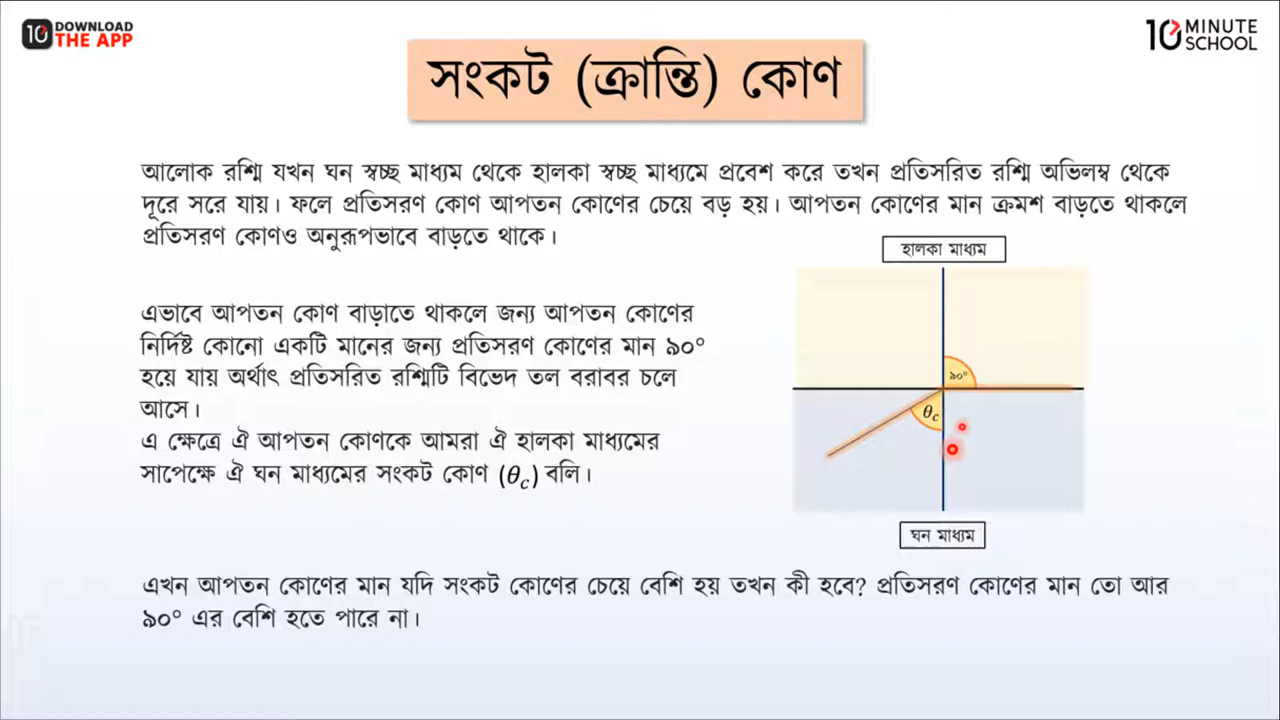 DOWNLOAD
THE APP
10 MINUTE
SCHOOL
সংকট (ক্রান্তি) কোণ
আলোক রশ্মি যখন ঘন স্বচ্ছ মাধ্যম থেকে হালকা স্বচ্ছ মাধ্যমে প্রবেশ করে তখন প্রতিসরিত রশ্মি অভিলম্ব থেকে
দূরে সরে যায়। ফলে প্রতিসরণ কোণ আপতন কোণের চেয়ে বড় হয়। আপতন কোণের মান ক্রমশ বাড়তে থাকলে
প্রতিসরণ কোণও অনুরূপভাবে বাড়তে থাকে।
হালকা মাধ্যম
এভাবে আপতন কোণ বাড়াতে থাকলে জন্য আপতন কোণের
নির্দিষ্ট কোনো একটি মানের জন্য প্রতিসরণ কোণের মান ৯০°
হয়ে যায় অর্থাৎ প্রতিসরিত রশ্মিটি বিভেদ তল বরাবর চলে
আসে।
এ ক্ষেত্রে ঐ আপতন কোণকে আমরা ঐ হালকা মাধ্যমের
সাপেক্ষে ঐ ঘন মাধ্যমের সংকট কোণ (θc) বলি।
৯০°
θc
ঘন মাধ্যম
এখন আপতন কোণের মান যদি সংকট কোণের চেয়ে বেশি হয় তখন কী হবে? প্রতিসরণ কোণের মান তো আর
৯০° এর বেশি হতে পারে না।